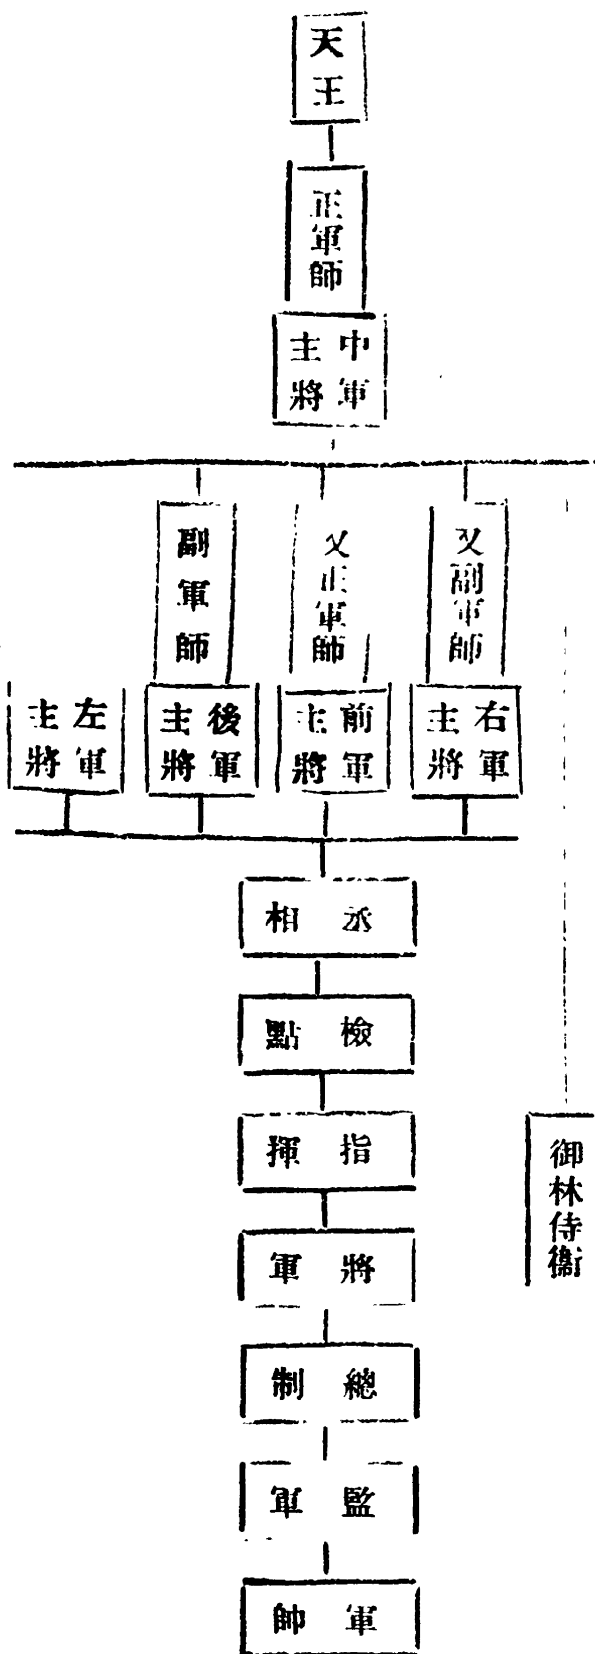 天王
正軍師
中軍
主將
又副軍師
又正軍師
副軍師
右軍
主將
前軍
主將
後軍
主將
左軍
主將
丞相
檢點
指揮
將軍
總制
監軍
軍帥
御林侍衞